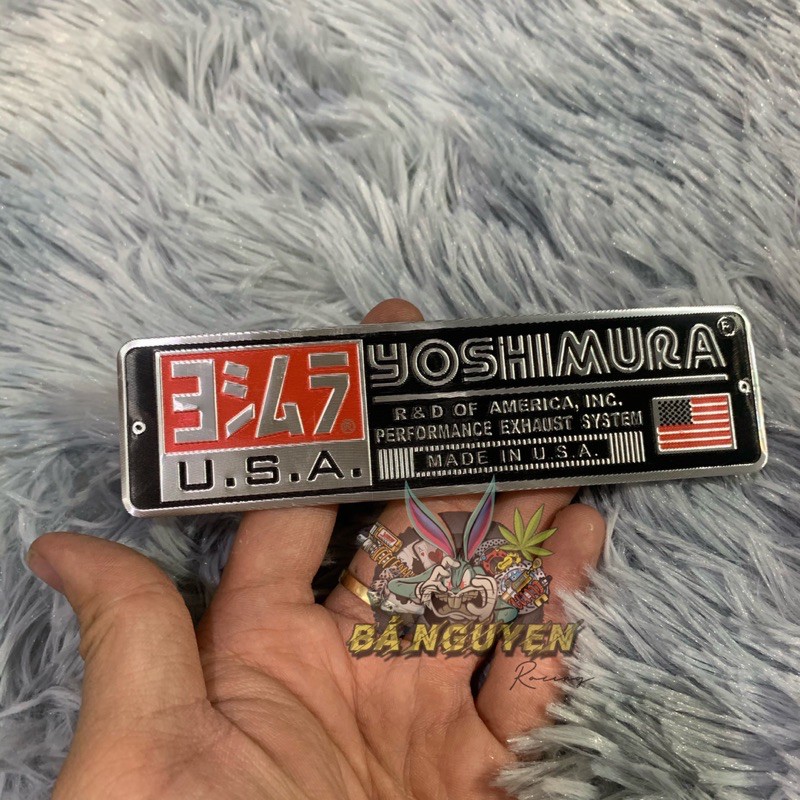 ヨシムラ®
U.S.A.
YOSHIMURA®
R&D OF AMERICA, INC.
PERFORMANCE EXHAUST SYSTEM
MADE IN U.S.A.
BÁ NGUYEN
Racing